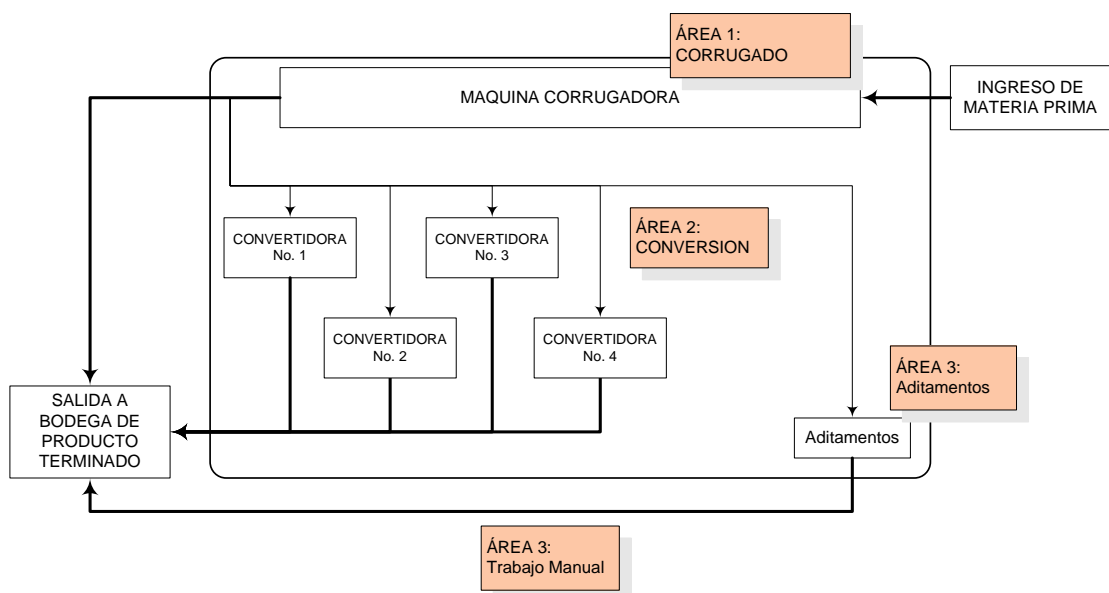 ÁREA 1:
CORRUGADO
MAQUINA CORRUGADORA
INGRESO DE
MATERIA PRIMA
CONVERTIDORA
No. 1
CONVERTIDORA
No. 3
ÁREA 2:
CONVERSION
CONVERTIDORA
No. 2
CONVERTIDORA
No. 4
ÁREA 3:
Aditamentos
SALIDA A
BODEGA DE
PRODUCTO
TERMINADO
Aditamentos
ÁREA 3:
Trabajo Manual